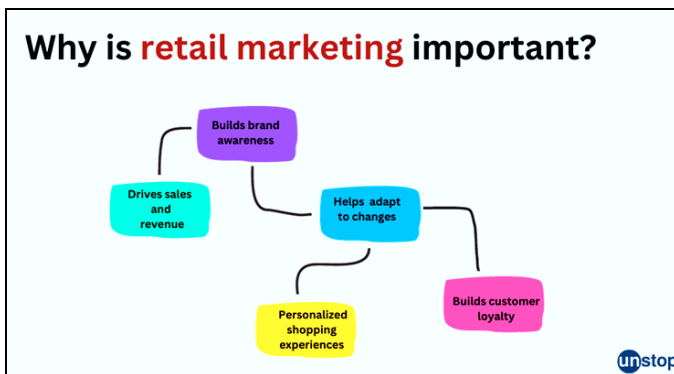 Why is retail marketing important?
Builds brand
awareness
Drives sales
and
revenue
Helps adapt
to changes
Personalized
shopping
experiences
Builds customer
loyalty
unstop